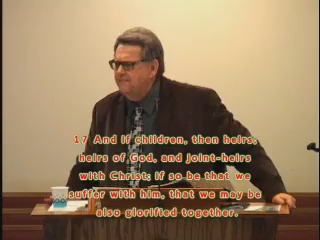 17 And if children, then heirs;
heirs of God, and joint-heirs
with Christ; if so be that we
suffer with him, that we may be
also glorified together.